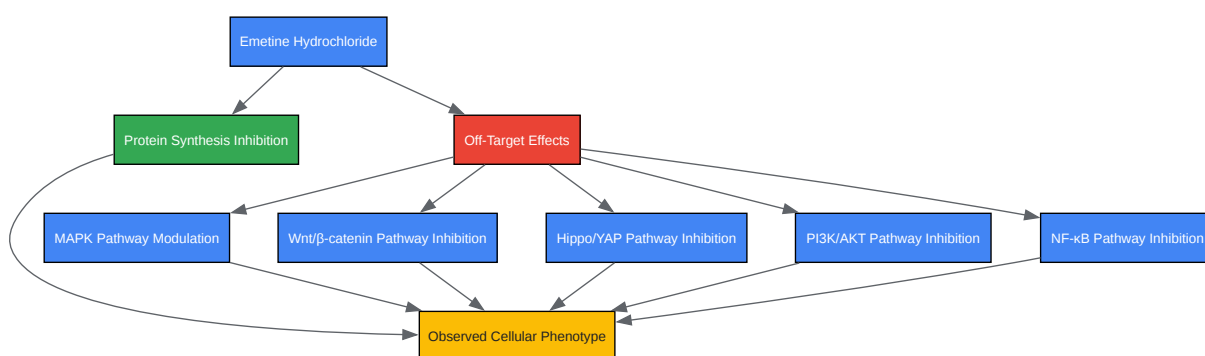 Emetine Hydrochloride
Protein Synthesis Inhibition
Off-Target Effects
MAPK Pathway Modulation
Wnt/β-catenin Pathway Inhibition
Hippo/YAP Pathway Inhibition
PI3K/AKT Pathway Inhibition
NF-κB Pathway Inhibition
Observed Cellular Phenotype